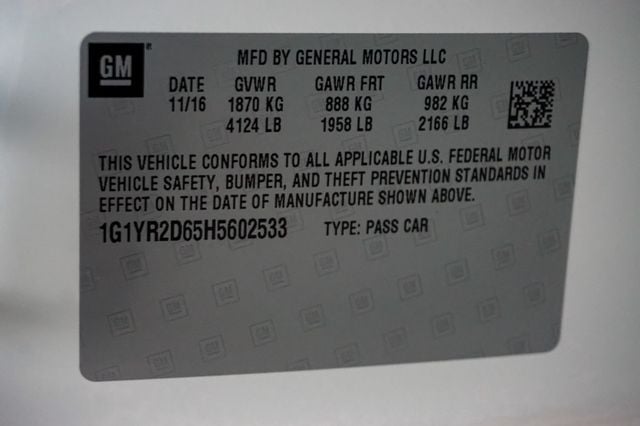 GM
MFD BY GENERAL MOTORS LLC
DATE GVWR GAWR FRT GAWR RR
11/16 1870 KG 888 KG 982 KG
4124 LB 1958 LB 2166 LB
THIS VEHICLE CONFORMS TO ALL APPLICABLE U.S. FEDERAL MOTOR
VEHICLE SAFETY, BUMPER, AND THEFT PREVENTION STANDARDS IN
EFFECT ON THE DATE OF MANUFACTURE SHOWN ABOVE.
1G1YR2D65H5602533 TYPE: PASS CAR